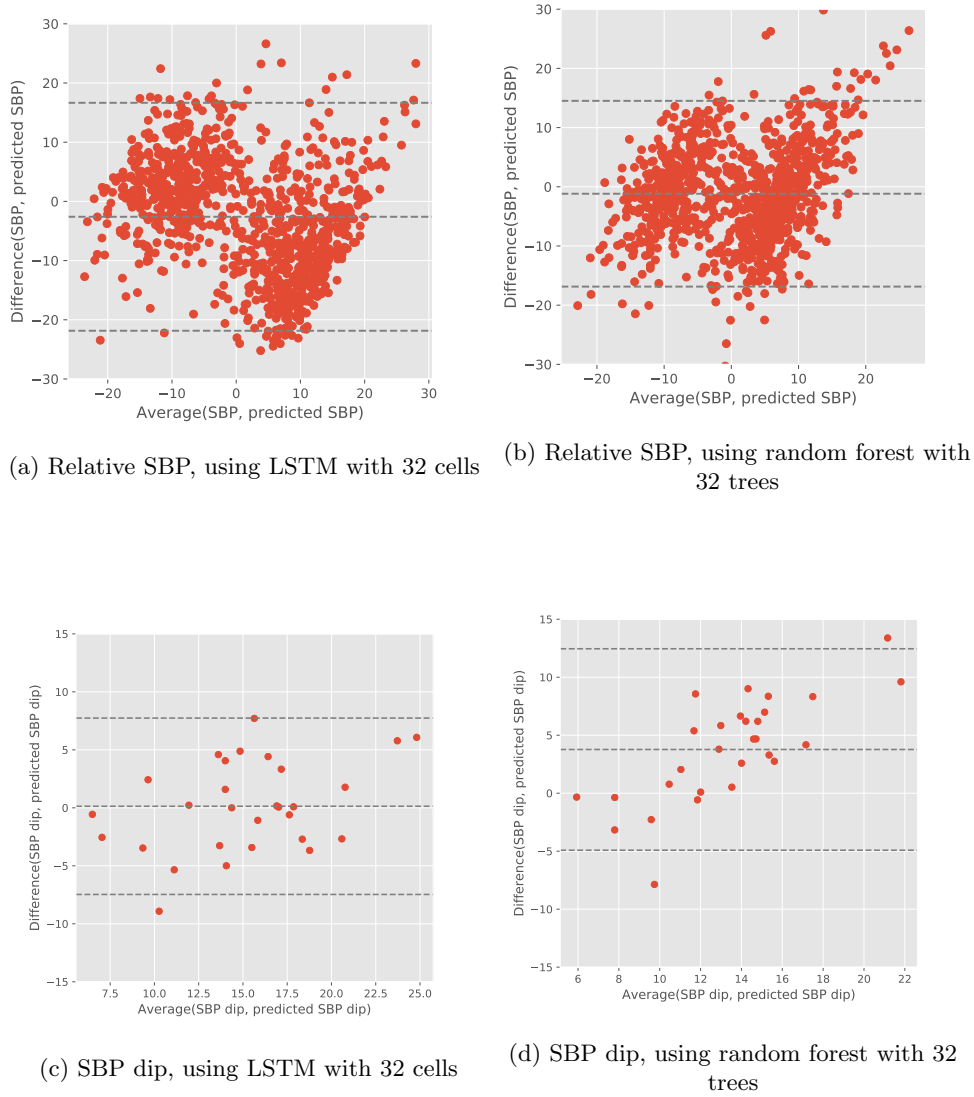 30
20
10
0
−10
−20
−30
Difference(SBP, predicted SBP)
−20 −10 0 10 20 30
Average(SBP, predicted SBP)
(a) Relative SBP, using LSTM with 32 cells
30
20
10
0
−10
−20
−30
Difference(SBP, predicted SBP)
−20 −10 0 10 20
Average(SBP, predicted SBP)
(b) Relative SBP, using random forest with
32 trees
15
10
5
0
−5
−10
−15
Difference(SBP dip, predicted SBP dip)
7.5 10.0 12.5 15.0 17.5 20.0 22.5 25.0
Average(SBP dip, predicted SBP dip)
(c) SBP dip, using LSTM with 32 cells
15
10
5
0
−5
−10
−15
Difference(SBP dip, predicted SBP dip)
6 8 10 12 14 16 18 20 22
Average(SBP dip, predicted SBP dip)
(d) SBP dip, using random forest with 32
trees